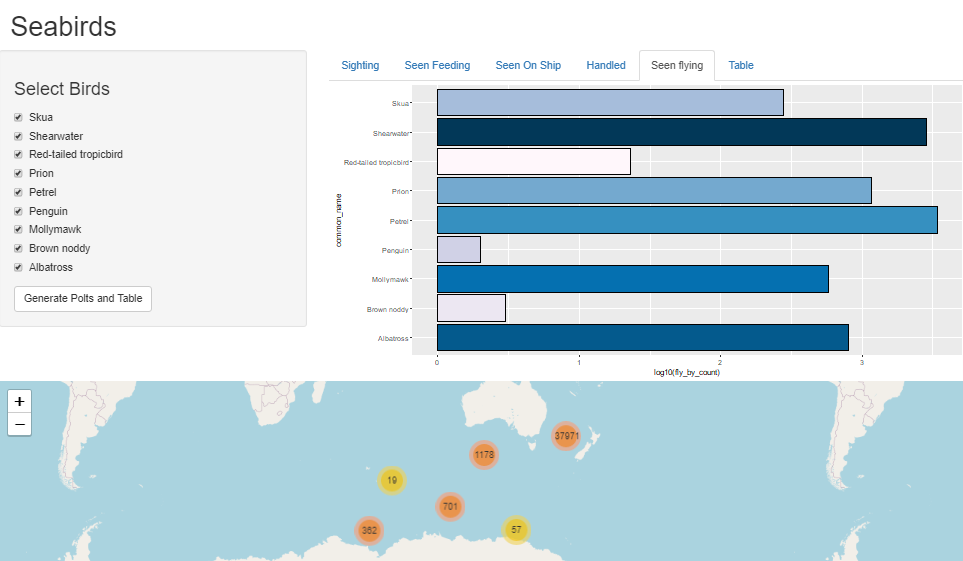 Seabirds
Select Birds
Skua
Shearwater
Red-tailed tropicbird
Prion
Petrel
Penguin
Mollymawk
Brown noddy
Albatross
Generate Polts and Table
Sighting Seen Feeding Seen On Ship Handled Seen flying Table
common_name
Skua
Shearwater
Red-tailed tropicbird
Prion
Petrel
Penguin
Mollymawk
Brown noddy
Albatross
0 1 2 3
log10(fly_by_count)
+
−
37971
1178
19
701
362
57